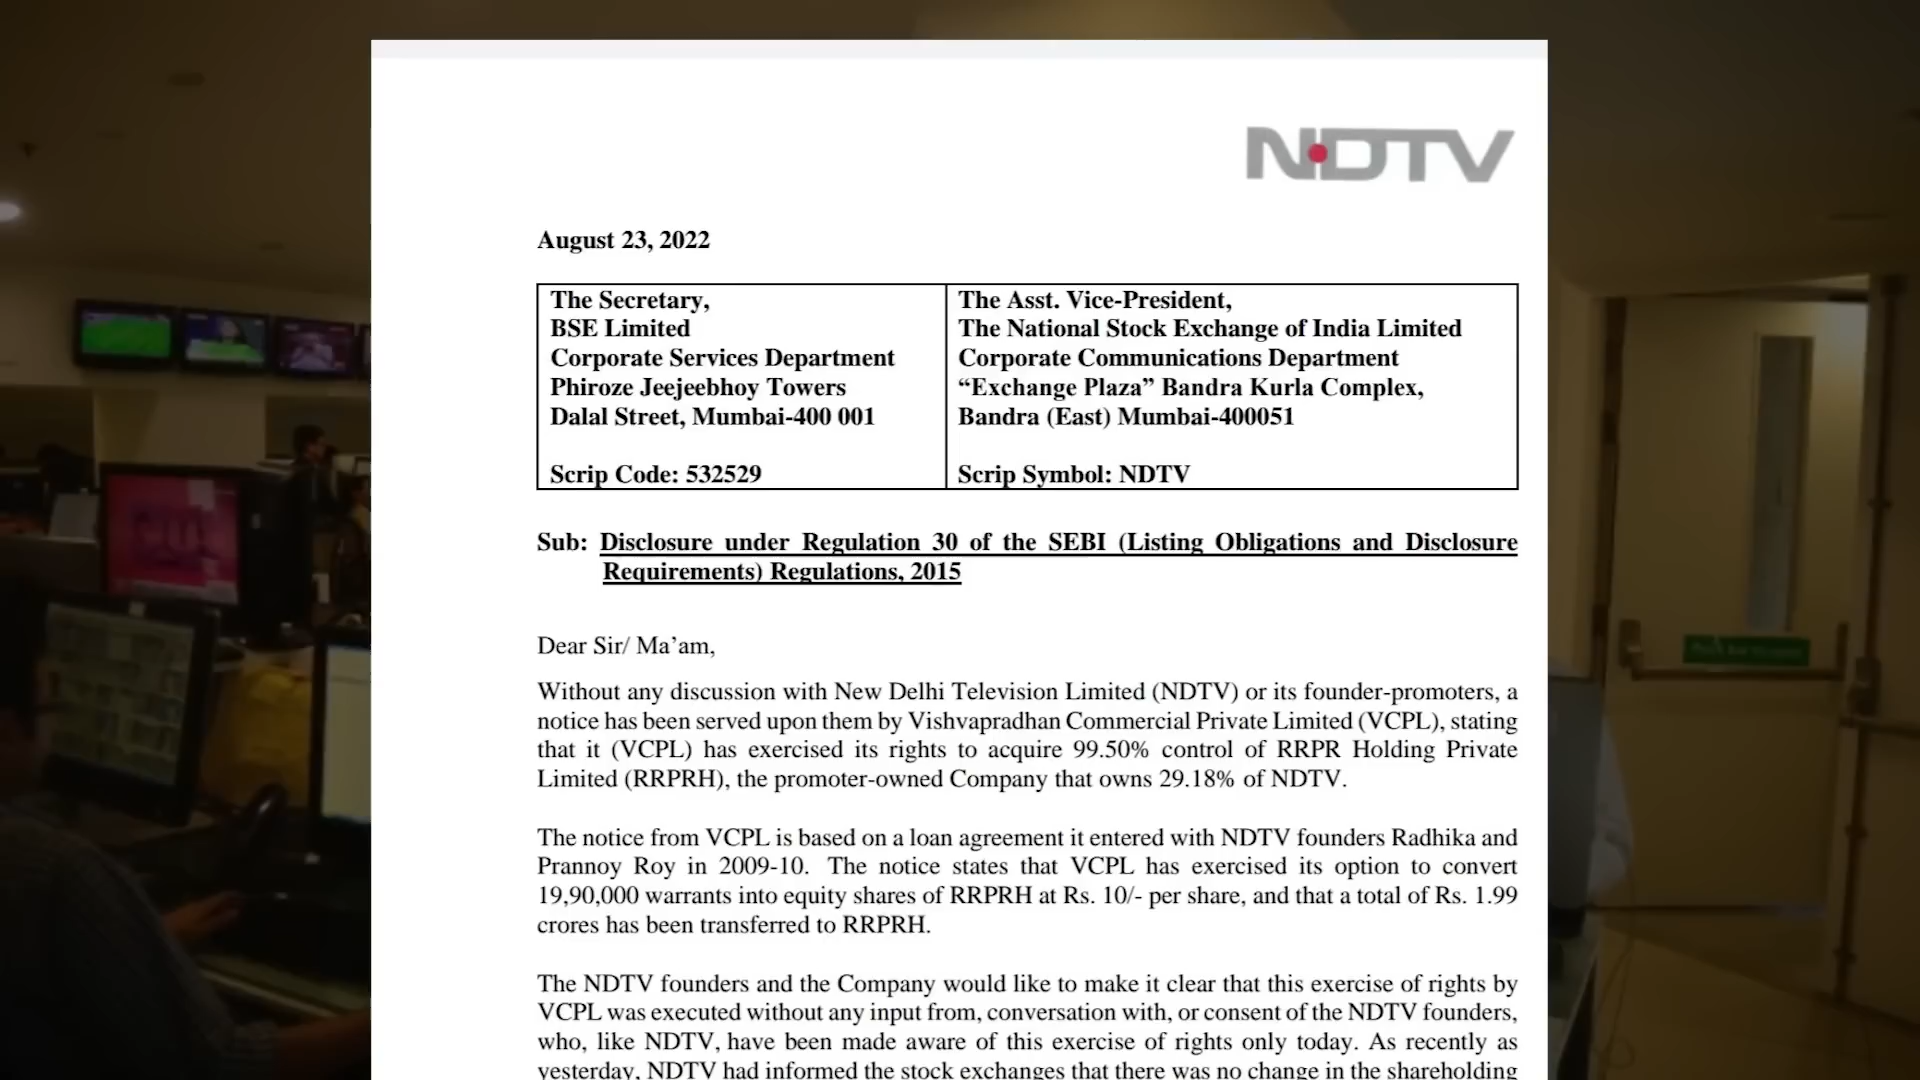 NDTV
August 23, 2022
The Secretary,
BSE Limited
Corporate Services Department
Phiroze Jeejeebhoy Towers
Dalal Street, Mumbai-400 001
Scrip Code: 532529
The Asst. Vice-President,
The National Stock Exchange of India Limited
Corporate Communications Department
“Exchange Plaza” Bandra Kurla Complex,
Bandra (East) Mumbai-400051
Scrip Symbol: NDTV
Sub: Disclosure under Regulation 30 of the SEBI (Listing Obligations and Disclosure
Requirements) Regulations, 2015
Dear Sir/ Ma’am,
Without any discussion with New Delhi Television Limited (NDTV) or its founder-promoters, a
notice has been served upon them by Vishvapradhan Commercial Private Limited (VCPL), stating
that it (VCPL) has exercised its rights to acquire 99.50% control of RRPR Holding Private
Limited (RRPRH), the promoter-owned Company that owns 29.18% of NDTV.
The notice from VCPL is based on a loan agreement it entered with NDTV founders Radhika and
Prannoy Roy in 2009-10. The notice states that VCPL has exercised its option to convert
19,90,000 warrants into equity shares of RRPRH at Rs. 10/- per share, and that a total of Rs. 1.99
crores has been transferred to RRPRH.
The NDTV founders and the Company would like to make it clear that this exercise of rights by
VCPL was executed without any input from, conversation with, or consent of the NDTV founders,
who, like NDTV, have been made aware of this exercise of rights only today. As recently as
yesterday, NDTV had informed the stock exchanges that there was no change in the shareholding